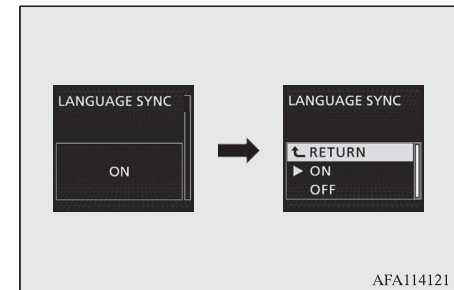 LANGUAGE SYNC
ON
LANGUAGE SYNC
RETURN
ON
OFF
AFA114121